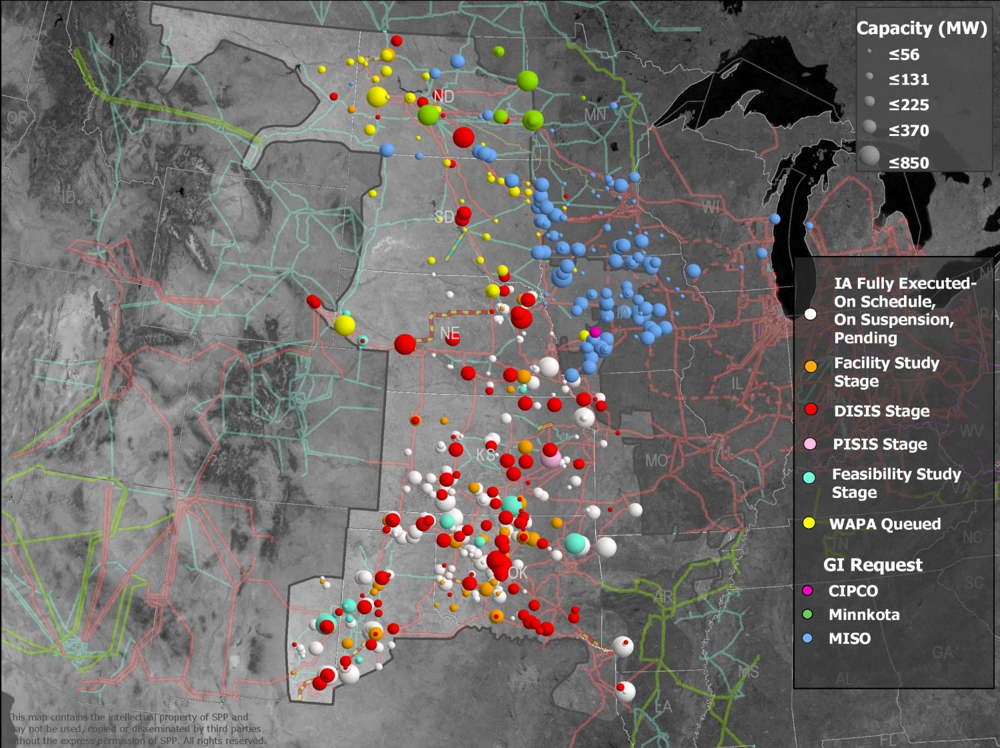 Capacity (MW)
≤56
≤131
≤225
≤370
≤850
OR
ID
ND
MN
SD
WI
MI
IA
NE
PA
IL
WV
KS
MO
VA
OK
TN
NC
AR
SC
MS
AL
GA
LA
FL
IA Fully Executed-
On Schedule,
On Suspension,
Pending
Facility Study
Stage
DISIS Stage
PISIS Stage
Feasibility Study
Stage
WAPA Queued
GI Request
CIPCO
Minnkota
MISO
This map contains the intellectual property of SPP and
may not be used, copied or disseminated by third parties
without the express permission of SPP. All rights reserved.